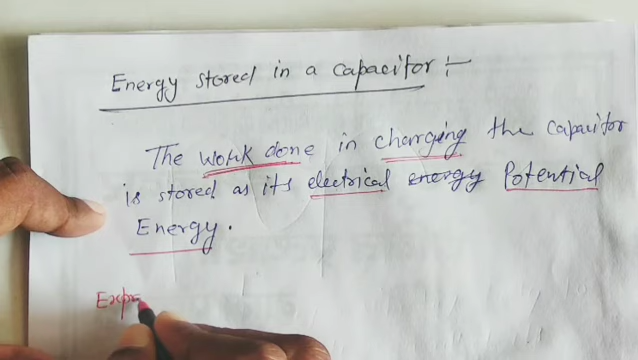 Energy stored in a capacitor :-
The work done in charging the capacitor
is stored as its electrical energy Potential
Energy.
Exp